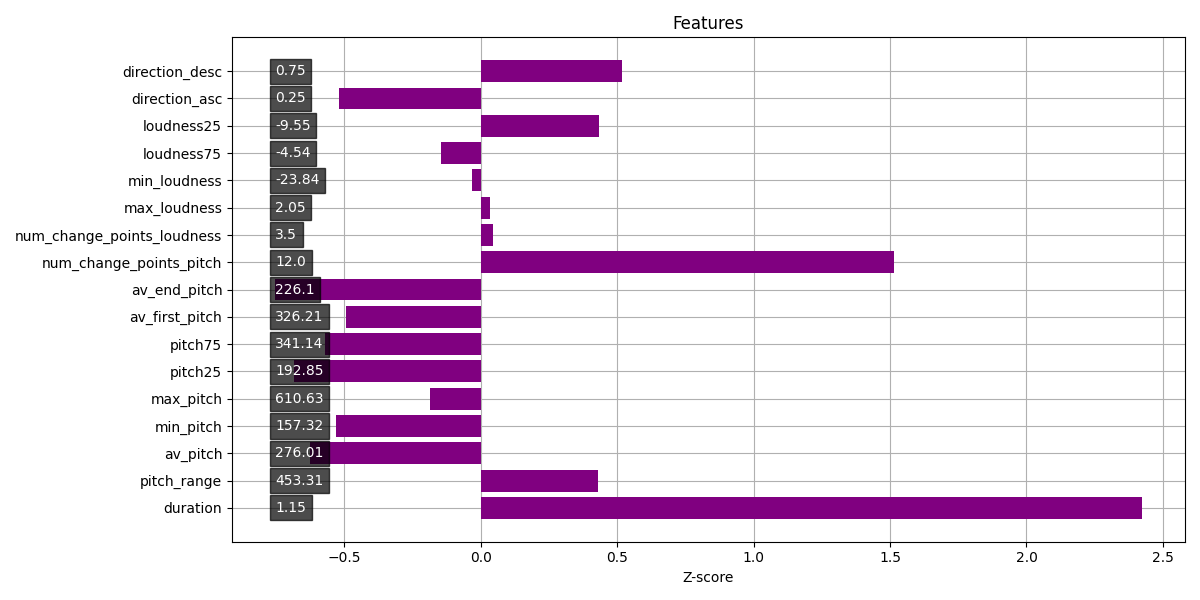 Features
direction_desc 0.75
direction_asc 0.25
loudness25 -9.55
loudness75 -4.54
min_loudness -23.84
max_loudness 2.05
num_change_points_loudness 3.5
num_change_points_pitch 12.0
av_end_pitch 226.1
av_first_pitch 326.21
pitch75 341.14
pitch25 192.85
max_pitch 610.63
min_pitch 157.32
av_pitch 276.01
pitch_range 453.31
duration 1.15
−0.5 0.0 0.5 1.0 1.5 2.0 2.5
Z-score